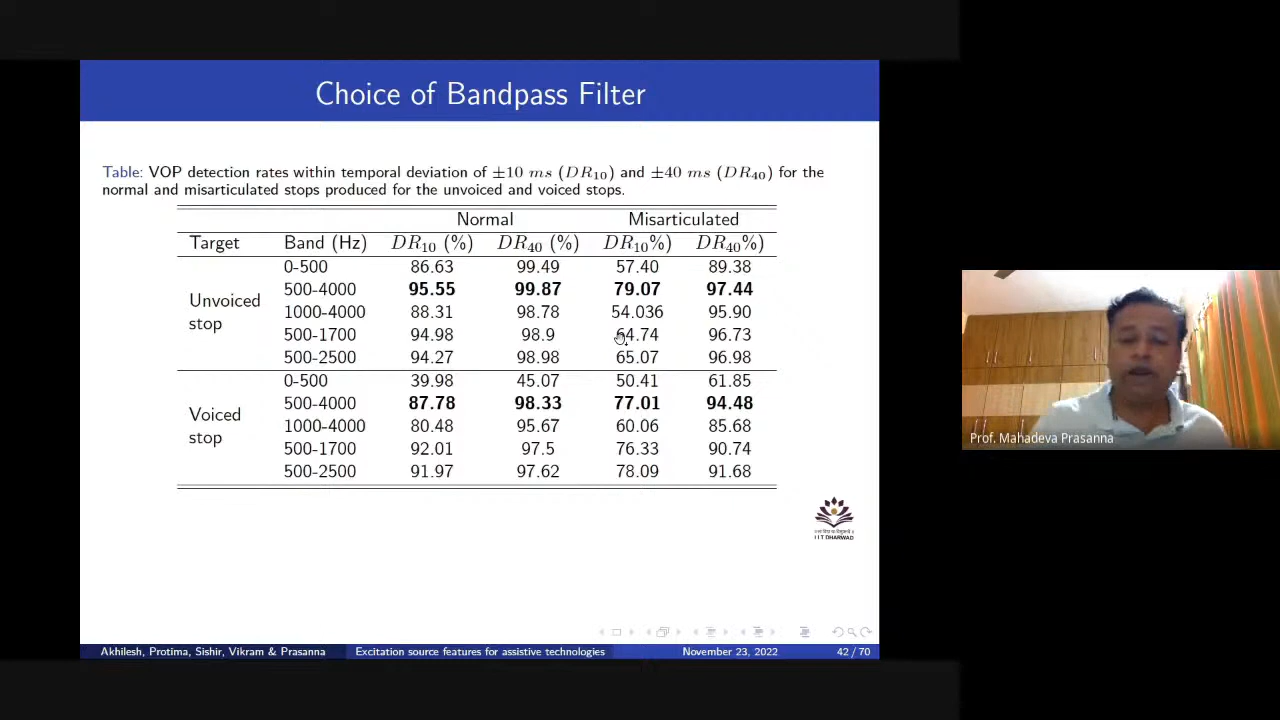 Choice of Bandpass Filter
Table: VOP detection rates within temporal deviation of ±10 ms (DR10) and ±40 ms (DR40) for the
normal and misarticulated stops produced for the unvoiced and voiced stops.
Normal Misarticulated
Target Band (Hz) DR10 (%) DR40 (%) DR10%) DR40%)
Unvoiced stop
0-500 86.63 99.49 57.40 89.38
500-4000 95.55 99.87 79.07 97.44
1000-4000 88.31 98.78 54.036 95.90
500-1700 94.98 98.9 64.74 96.73
500-2500 94.27 98.98 65.07 96.98
Voiced stop
0-500 39.98 45.07 50.41 61.85
500-4000 87.78 98.33 77.01 94.48
1000-4000 80.48 95.67 60.06 85.68
500-1700 92.01 97.5 76.33 90.74
500-2500 91.97 97.62 78.09 91.68
IIT DHARWAD
Akhilesh, Protima, Sishir, Vikram & Prasanna Excitation source features for assistive technologies November 23, 2022 42 / 70
Prof. Mahadeva Prasanna